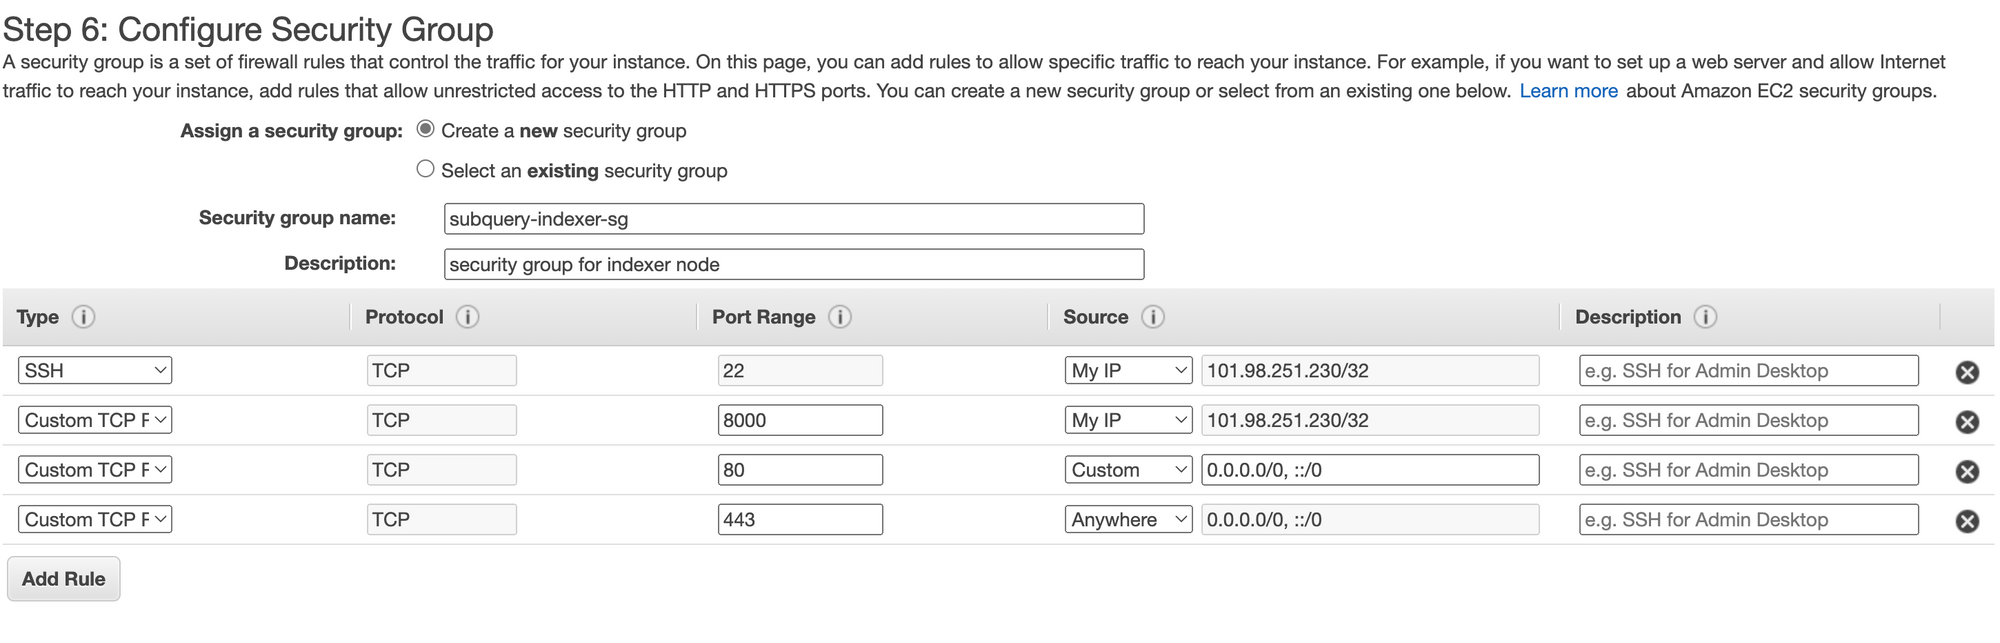 Step 6: Configure Security Group
A security group is a set of firewall rules that control the traffic for your instance. On this page, you can add rules to allow specific traffic to reach your instance. For example, if you want to set up a web server and allow Internet
traffic to reach your instance, add rules that allow unrestricted access to the HTTP and HTTPS ports. You can create a new security group or select from an existing one below. Learn more about Amazon EC2 security groups.
Assign a security group: Create a new security group
Select an existing security group
Security group name: subquery-indexer-sg
Description: security group for indexer node
Type i Protocol i Port Range i Source i Description i
SSH TCP 22 My IP 101.98.251.230/32 e.g. SSH for Admin Desktop
Custom TCP F TCP 8000 My IP 101.98.251.230/32 e.g. SSH for Admin Desktop
Custom TCP F TCP 80 Custom 0.0.0.0/0, ::/0 e.g. SSH for Admin Desktop
Custom TCP F TCP 443 Anywhere 0.0.0.0/0, ::/0 e.g. SSH for Admin Desktop
Add Rule